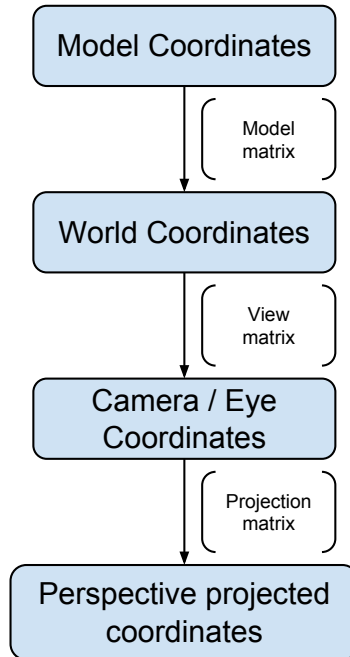 Model Coordinates
Model
matrix
World Coordinates
View
matrix
Camera / Eye
Coordinates
Projection
matrix
Perspective projected
coordinates